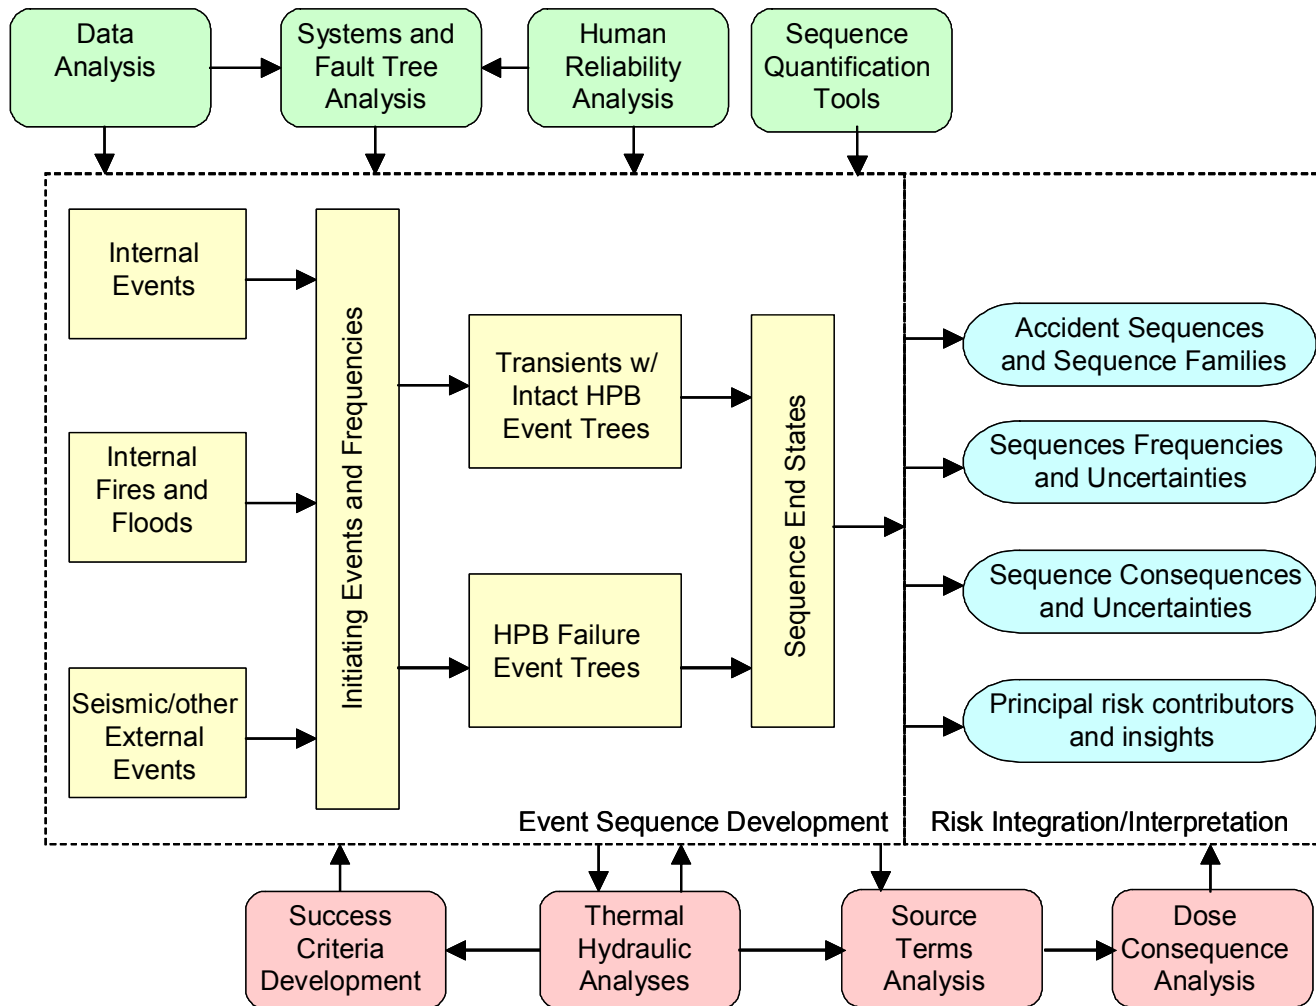 Data
Analysis
Systems and
Fault Tree
Analysis
Human
Reliability
Analysis
Sequence
Quantification
Tools
Internal
Events
Internal
Fires and
Floods
Seismic/other
External
Events
Initiating Events and Frequencies
Transients w/
Intact HPB
Event Trees
HPB Failure
Event Trees
Sequence End States
Accident Sequences
and Sequence Families
Sequences Frequencies
and Uncertainties
Sequence Consequences
and Uncertainties
Principal risk contributors
and insights
Event Sequence Development
Risk Integration/Interpretation
Success
Criteria
Development
Thermal
Hydraulic
Analyses
Source
Terms
Analysis
Dose
Consequence
Analysis